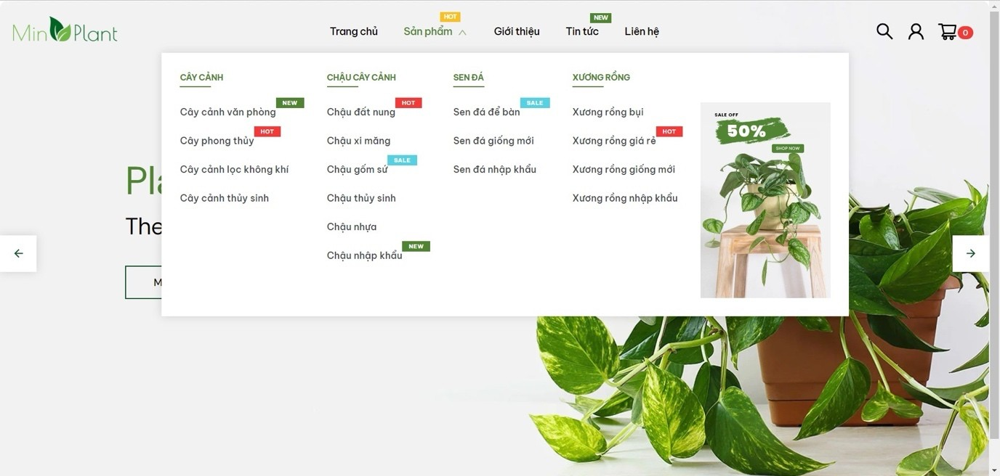 MinPlant
HOT
NEW
Trang chủ
Sản phẩm
Giới thiệu
Tin tức
Liên hệ
0
CÂY CẢNH
NEW
Cây cảnh văn phòng
HOT
Cây phong thủy
Cây cảnh lọc không khí
Cây cảnh thủy sinh
CHẬU CÂY CẢNH
HOT
Chậu đất nung
Chậu xi măng
SALE
Chậu gốm sứ
Chậu thủy sinh
Chậu nhựa
NEW
Chậu nhập khẩu
SEN ĐÁ
SALE
Sen đá để bàn
Sen đá giống mới
Sen đá nhập khẩu
XƯƠNG RỒNG
Xương rồng bụi
HOT
Xương rồng giá rẻ
Xương rồng giống mới
Xương rồng nhập khẩu
SALE OFF
50%
SHOP NOW
The